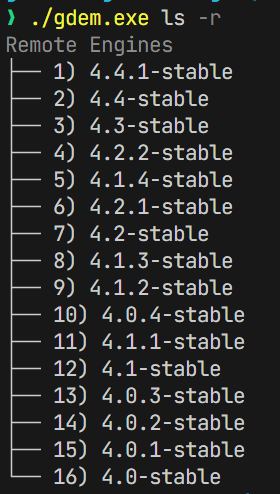 ❯ ./gdem.exe ls -r
Remote Engines
├── 1) 4.4.1-stable
├── 2) 4.4-stable
├── 3) 4.3-stable
├── 4) 4.2.2-stable
├── 5) 4.1.4-stable
├── 6) 4.2.1-stable
├── 7) 4.2-stable
├── 8) 4.1.3-stable
├── 9) 4.1.2-stable
├── 10) 4.0.4-stable
├── 11) 4.1.1-stable
├── 12) 4.1-stable
├── 13) 4.0.3-stable
├── 14) 4.0.2-stable
├── 15) 4.0.1-stable
└── 16) 4.0-stable